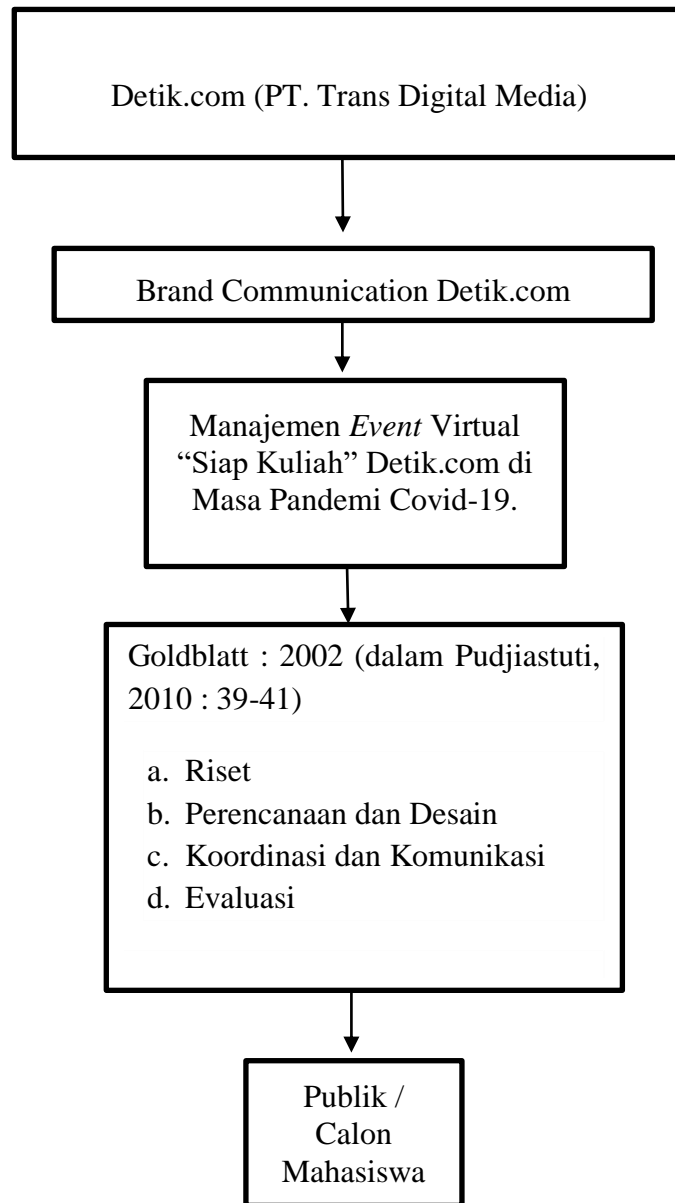 Detik.com (PT. Trans Digital Media)
Brand Communication Detik.com
Manajemen Event Virtual
“Siap Kuliah” Detik.com di
Masa Pandemi Covid-19.
Goldblatt : 2002 (dalam Pudjiastuti,
2010 : 39-41)
a. Riset
b. Perencanaan dan Desain
c. Koordinasi dan Komunikasi
d. Evaluasi
Publik /
Calon
Mahasiswa